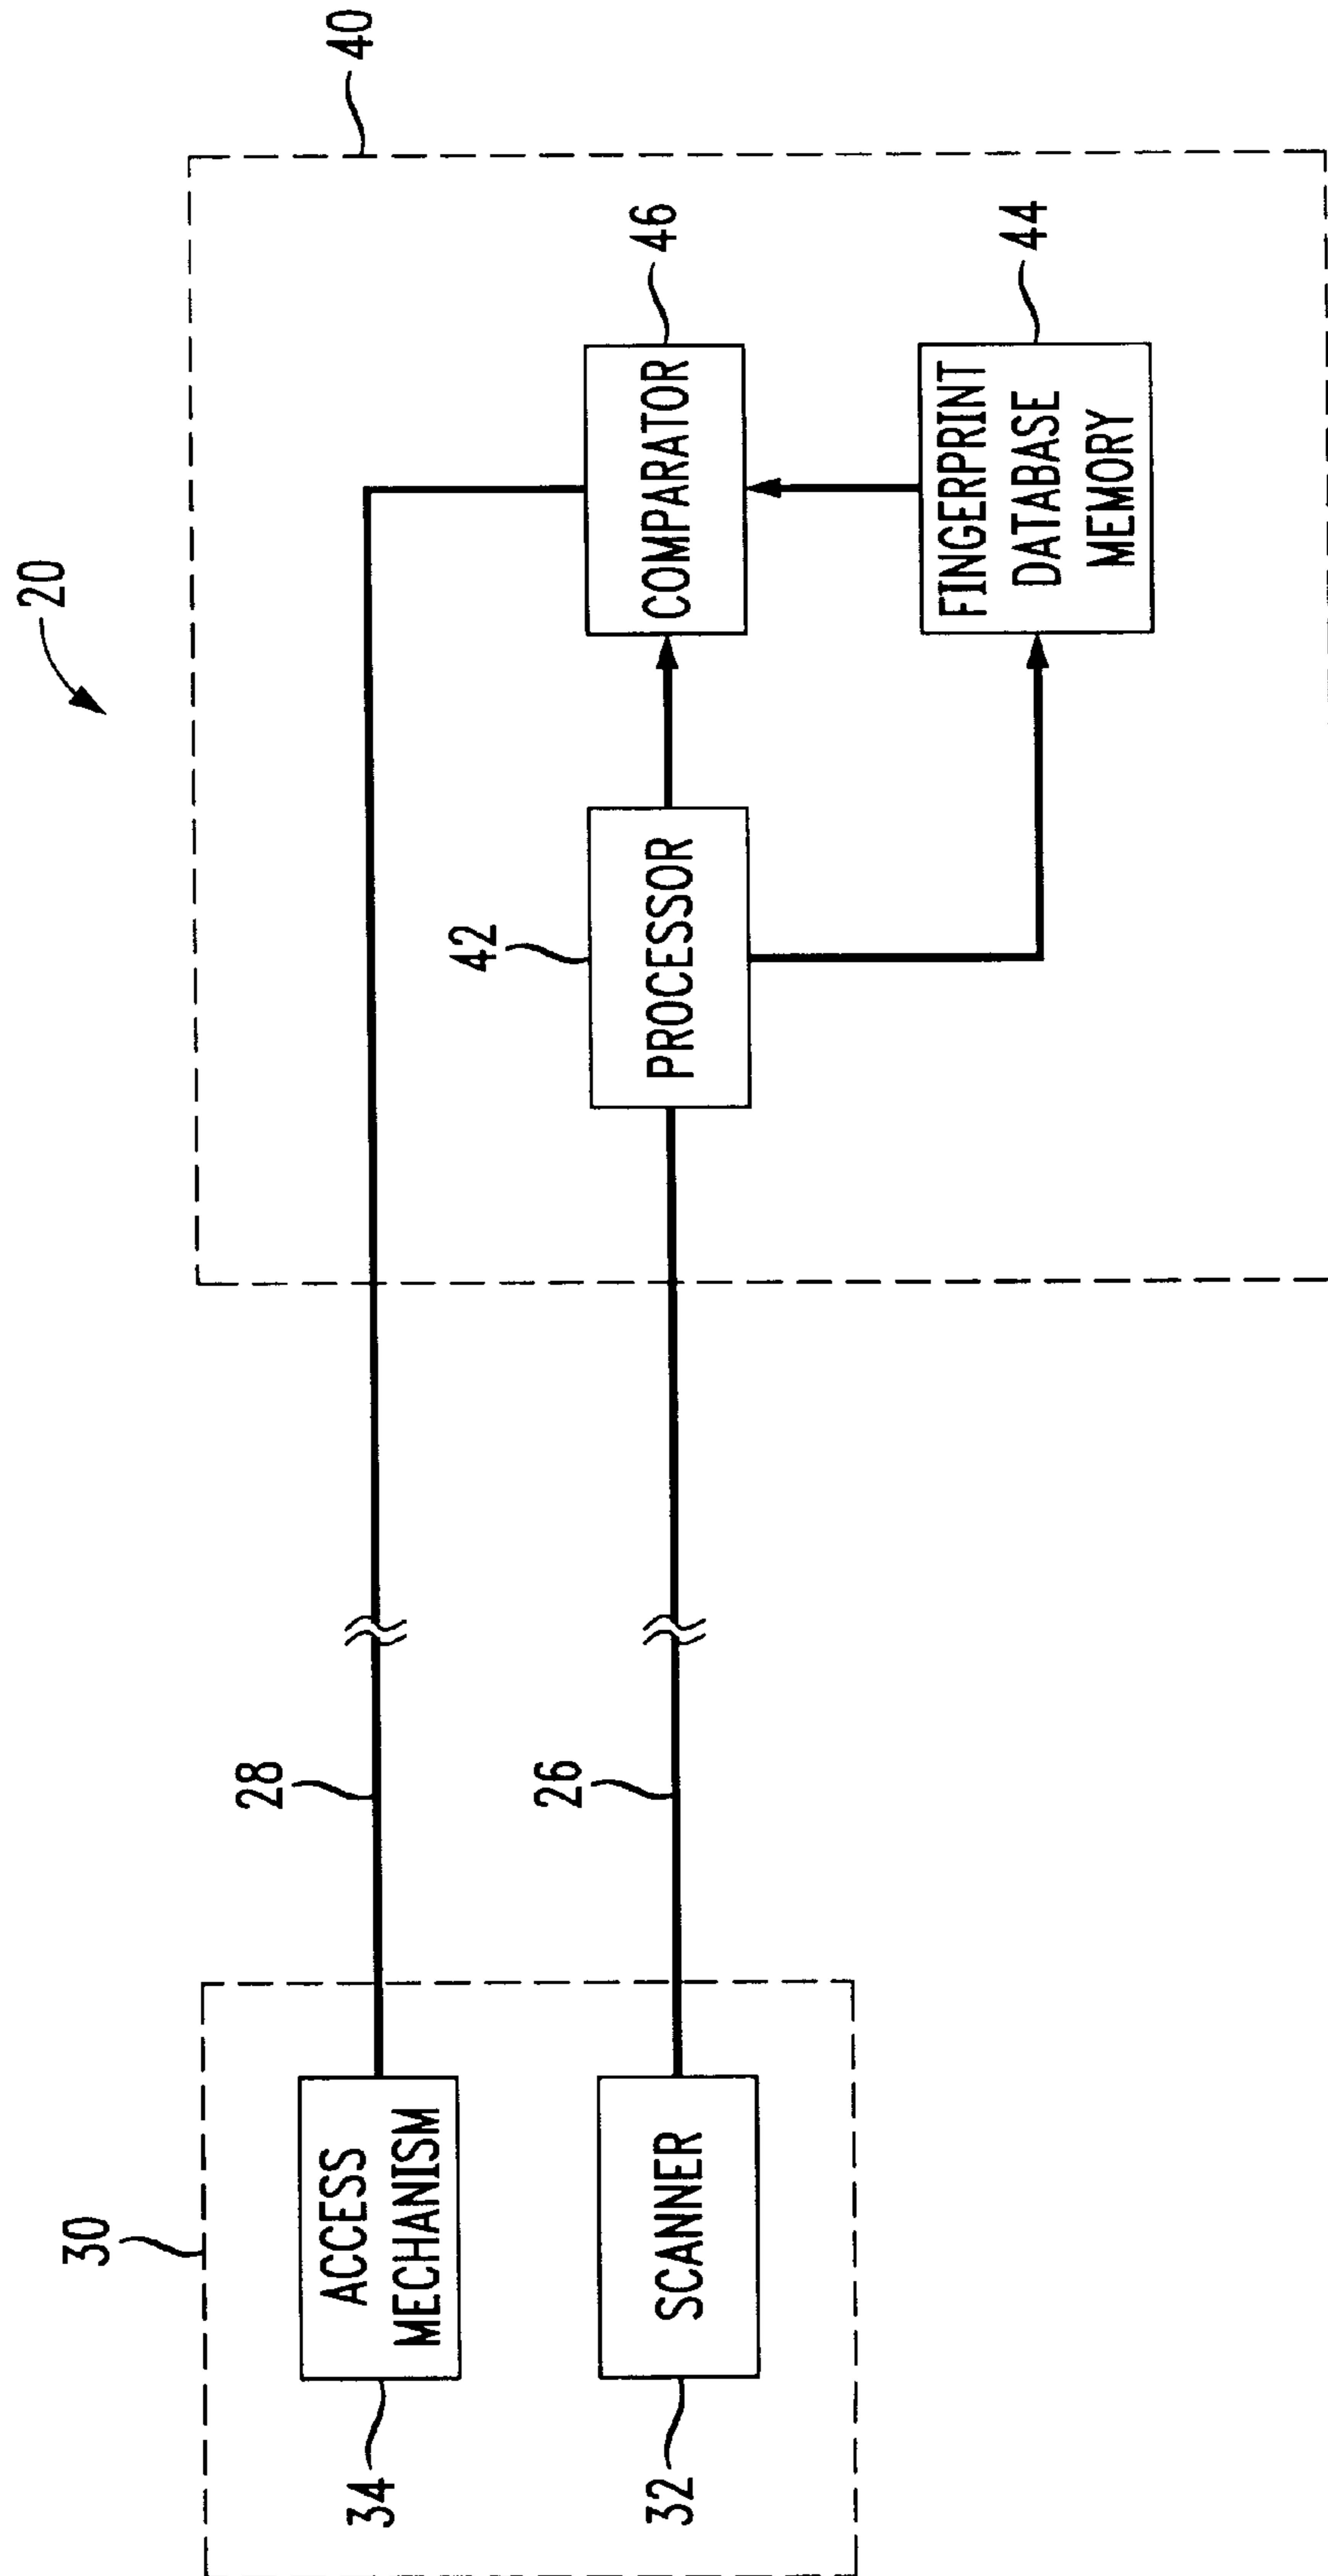 20
30
ACCESS
MECHANISM
34
SCANNER
32
28
26
40
PROCESSOR
42
COMPARATOR
46
FINGERPRINT
DATABASE
MEMORY
44